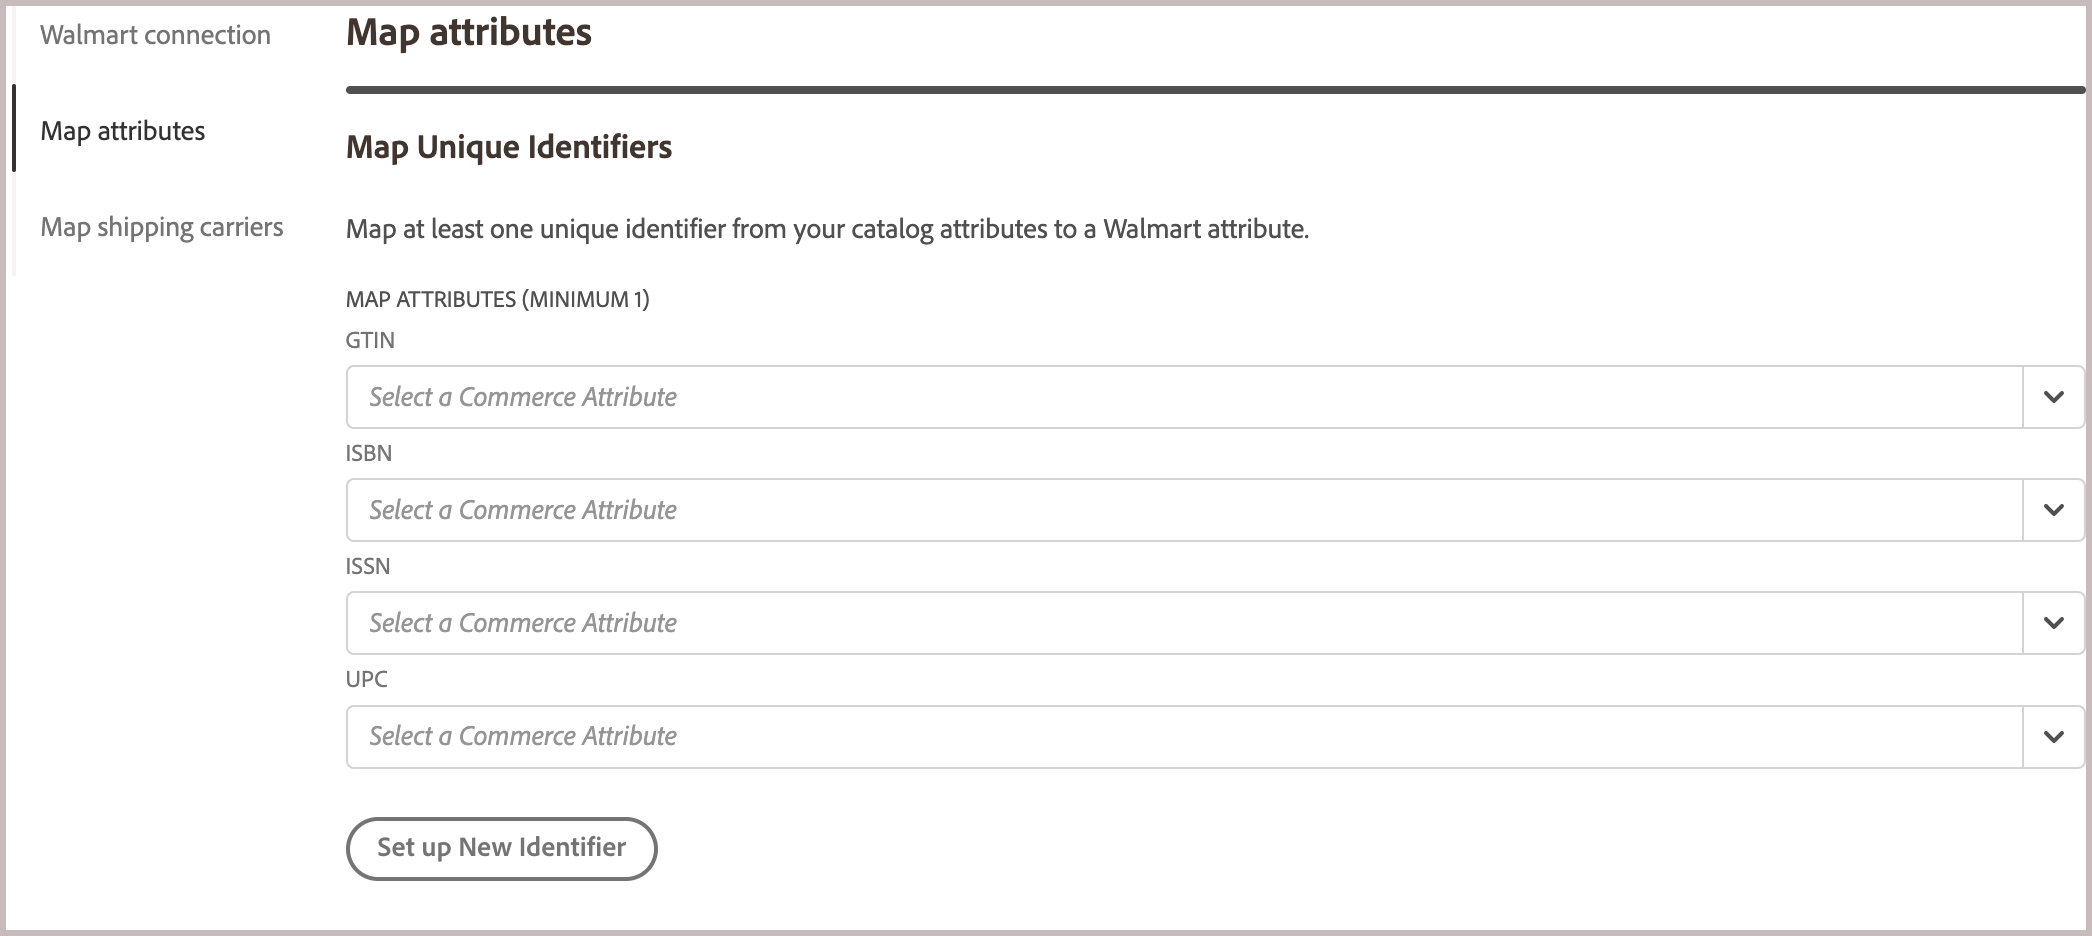 Walmart connection
Map attributes
Map shipping carriers
Map attributes
Map Unique Identifiers
Map at least one unique identifier from your catalog attributes to a Walmart attribute.
MAP ATTRIBUTES (MINIMUM 1)
GTIN
Select a Commerce Attribute
ISBN
Select a Commerce Attribute
ISSN
Select a Commerce Attribute
UPC
Select a Commerce Attribute
Set up New Identifier